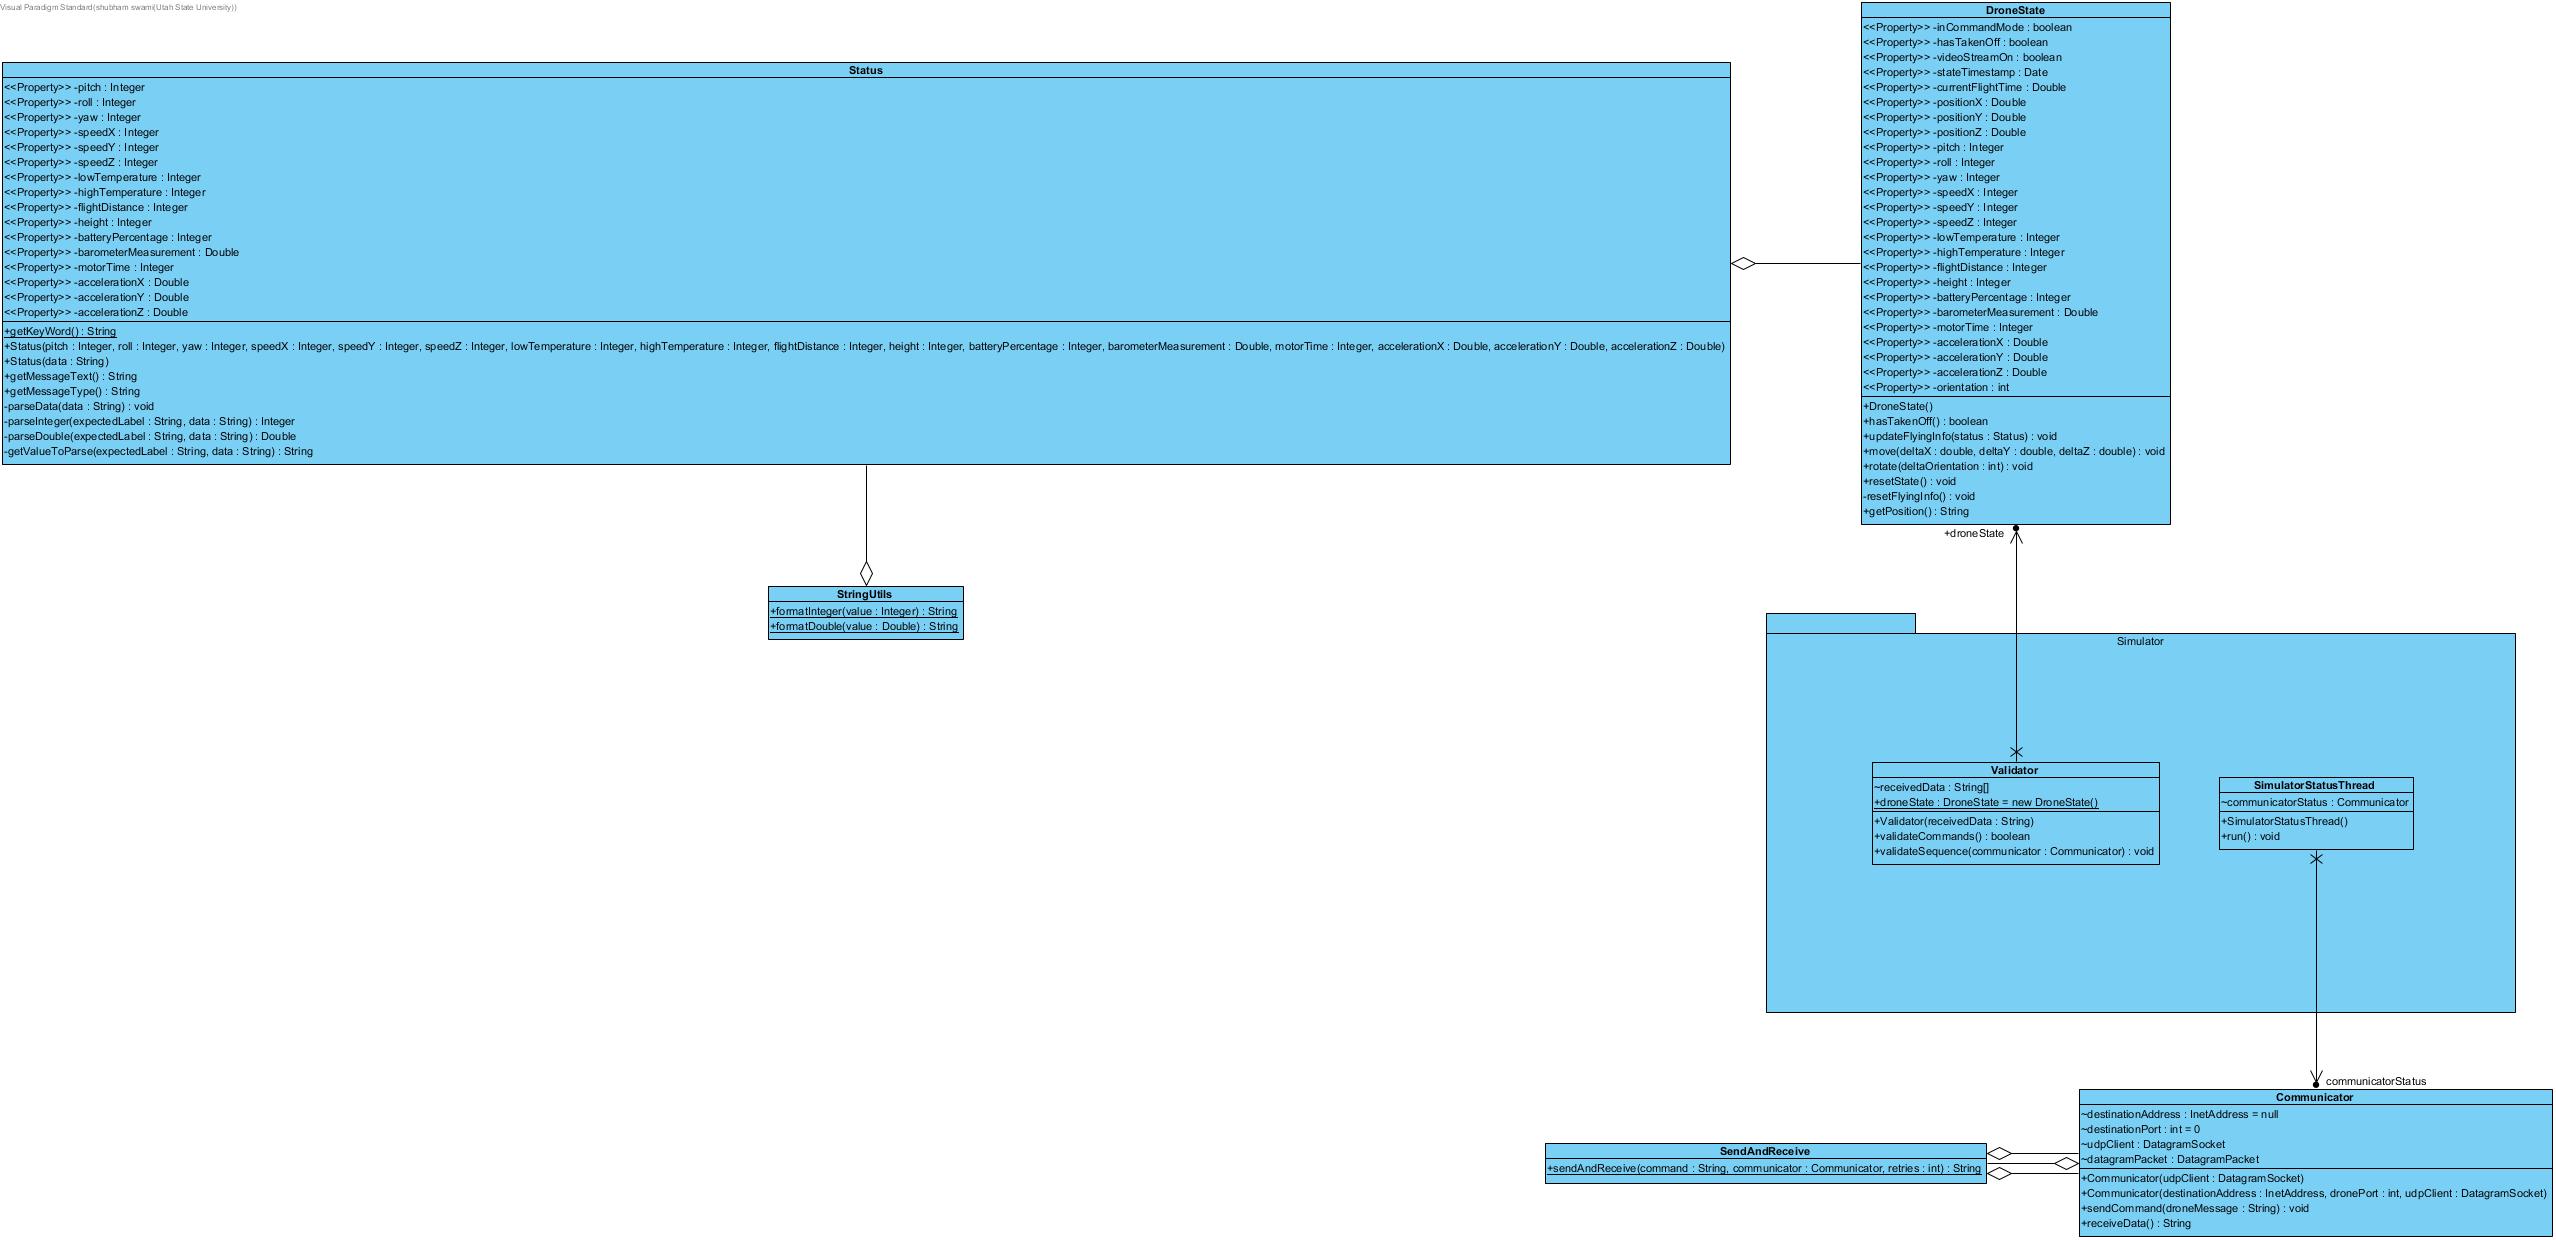 Visual Paradigm Standard(shubham swami(Utah State University))
Status
<<Property>> -pitch : Integer
<<Property>> -roll : Integer
<<Property>> -yaw : Integer
<<Property>> -speedX : Integer
<<Property>> -speedY : Integer
<<Property>> -speedZ : Integer
<<Property>> -lowTemperature : Integer
<<Property>> -highTemperature : Integer
<<Property>> -flightDistance : Integer
<<Property>> -height : Integer
<<Property>> -batteryPercentage : Integer
<<Property>> -barometerMeasurement : Double
<<Property>> -motorTime : Integer
<<Property>> -accelerationX : Double
<<Property>> -accelerationY : Double
<<Property>> -accelerationZ : Double
+getKeyWord() : String
+Status(pitch : Integer, roll : Integer, yaw : Integer, speedX : Integer, speedY : Integer, speedZ : Integer, lowTemperature : Integer, highTemperature : Integer, flightDistance : Integer, height : Integer, batteryPercentage : Integer, barometerMeasurement : Double, motorTime : Integer, accelerationX : Double, accelerationY : Double, accelerationZ : Double)
+Status(data : String)
+getMessageText() : String
+getMessageType() : String
-parseData(data : String) : void
-parseInteger(expectedLabel : String, data : String) : Integer
-parseDouble(expectedLabel : String, data : String) : Double
-getValueToParse(expectedLabel : String, data : String) : String
DroneState
<<Property>> -inCommandMode : boolean
<<Property>> -hasTakenOff : boolean
<<Property>> -videoStreamOn : boolean
<<Property>> -stateTimestamp : Date
<<Property>> -currentFlightTime : Double
<<Property>> -positionX : Double
<<Property>> -positionY : Double
<<Property>> -positionZ : Double
<<Property>> -pitch : Integer
<<Property>> -roll : Integer
<<Property>> -yaw : Integer
<<Property>> -speedX : Integer
<<Property>> -speedY : Integer
<<Property>> -speedZ : Integer
<<Property>> -lowTemperature : Integer
<<Property>> -highTemperature : Integer
<<Property>> -flightDistance : Integer
<<Property>> -height : Integer
<<Property>> -batteryPercentage : Integer
<<Property>> -barometerMeasurement : Double
<<Property>> -motorTime : Integer
<<Property>> -accelerationX : Double
<<Property>> -accelerationY : Double
<<Property>> -accelerationZ : Double
<<Property>> -orientation : int
+DroneState()
+hasTakenOff() : boolean
+updateFlyingInfo(status : Status) : void
+move(deltaX : double, deltaY : double, deltaZ : double) : void
+rotate(deltaOrientation : int) : void
+resetState() : void
-resetFlyingInfo() : void
+getPosition() : String
+droneState
StringUtils
+formatInteger(value : Integer) : String
+formatDouble(value : Double) : String
Simulator
Validator
~receivedData : String[]
+droneState : DroneState = new DroneState()
+Validator(receivedData : String)
+validateCommands() : boolean
+validateSequence(communicator : Communicator) : void
SimulatorStatusThread
~communicatorStatus : Communicator
+SimulatorStatusThread()
+run() : void
communicatorStatus
SendAndReceive
+sendAndReceive(command : String, communicator : Communicator, retries : int) : String
Communicator
~destinationAddress : InetAddress = null
~destinationPort : int = 0
~udpClient : DatagramSocket
~datagramPacket : DatagramPacket
+Communicator(udpClient : DatagramSocket)
+Communicator(destinationAddress : InetAddress, dronePort : int, udpClient : DatagramSocket)
+sendCommand(droneMessage : String) : void
+receiveData() : String